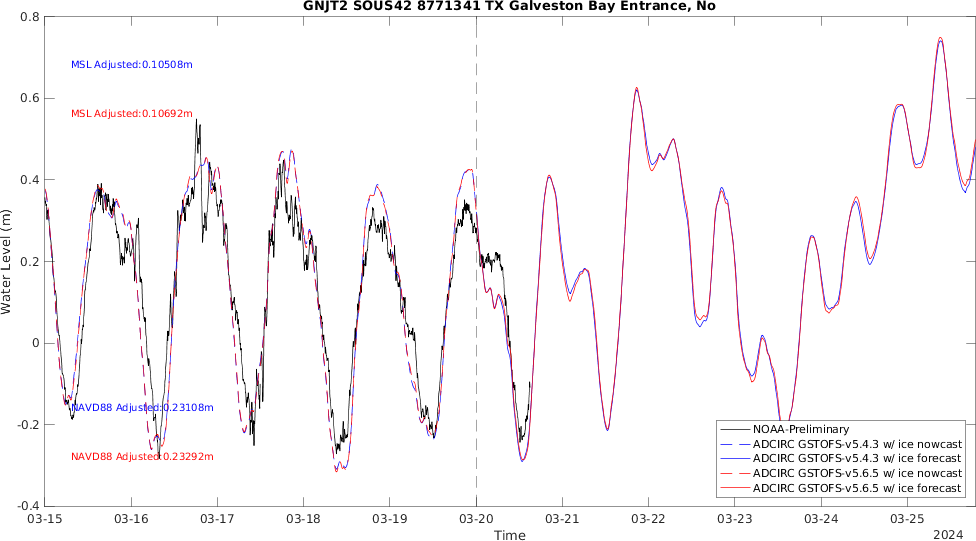 GNJT2 SOUS42 8771341 TX Galveston Bay Entrance, No
0.8
0.6
0.4
0.2
0
-0.2
-0.4
Water Level (m)
MSL Adjusted:0.10508m
MSL Adjusted:0.10692m
NAVD88 Adjusted:0.23108m
NAVD88 Adjusted:0.23292m
NOAA-Preliminary
ADCIRC GSTOFS-v5.4.3 w/ ice nowcast
ADCIRC GSTOFS-v5.4.3 w/ ice forecast
ADCIRC GSTOFS-v5.6.5 w/ ice nowcast
ADCIRC GSTOFS-v5.6.5 w/ ice forecast
03-15 03-16 03-17 03-18 03-19 03-20 03-21 03-22 03-23 03-24 03-25
Time
2024